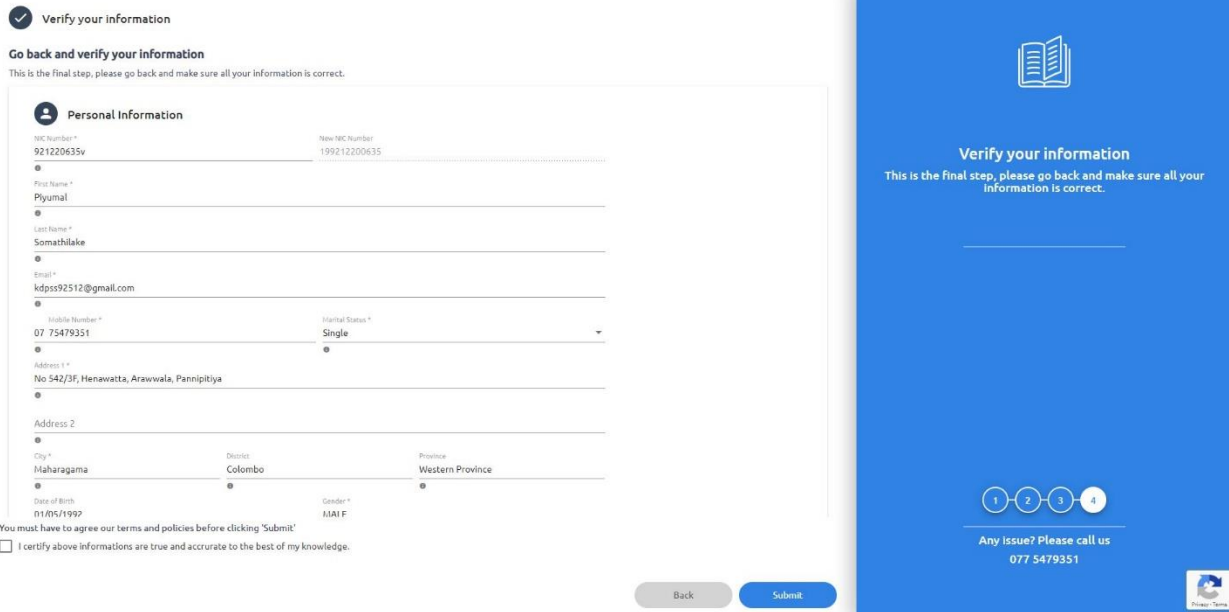 Verify your information
Go back and verify your information
This is the final step, please go back and make sure all your information is correct.
Personal Information
NIC Number *
New NIC Number
921220635v
199212200635
First Name *
Piyumal
Last Name *
Somathilake
Email *
kdpss92512@gmail.com
Mobile Number *
Marital Status *
07 75479351
Single
Address 1 *
No 542/3F, Henawatta, Arawwala, Pannipitiya
Address 2
City *
District
Province
Maharagama
Colombo
Western Province
Date of Birth
Gender *
01/05/1992
MALE
You must have to agree our terms and policies before clicking 'Submit'
I certify above informations are true and accrurate to the best of my knowledge.
Back
Submit
Verify your information
This is the final step, please go back and make sure all your
information is correct.
1
2
3
4
Any issue? Please call us
077 5479351
Privacy - Terms